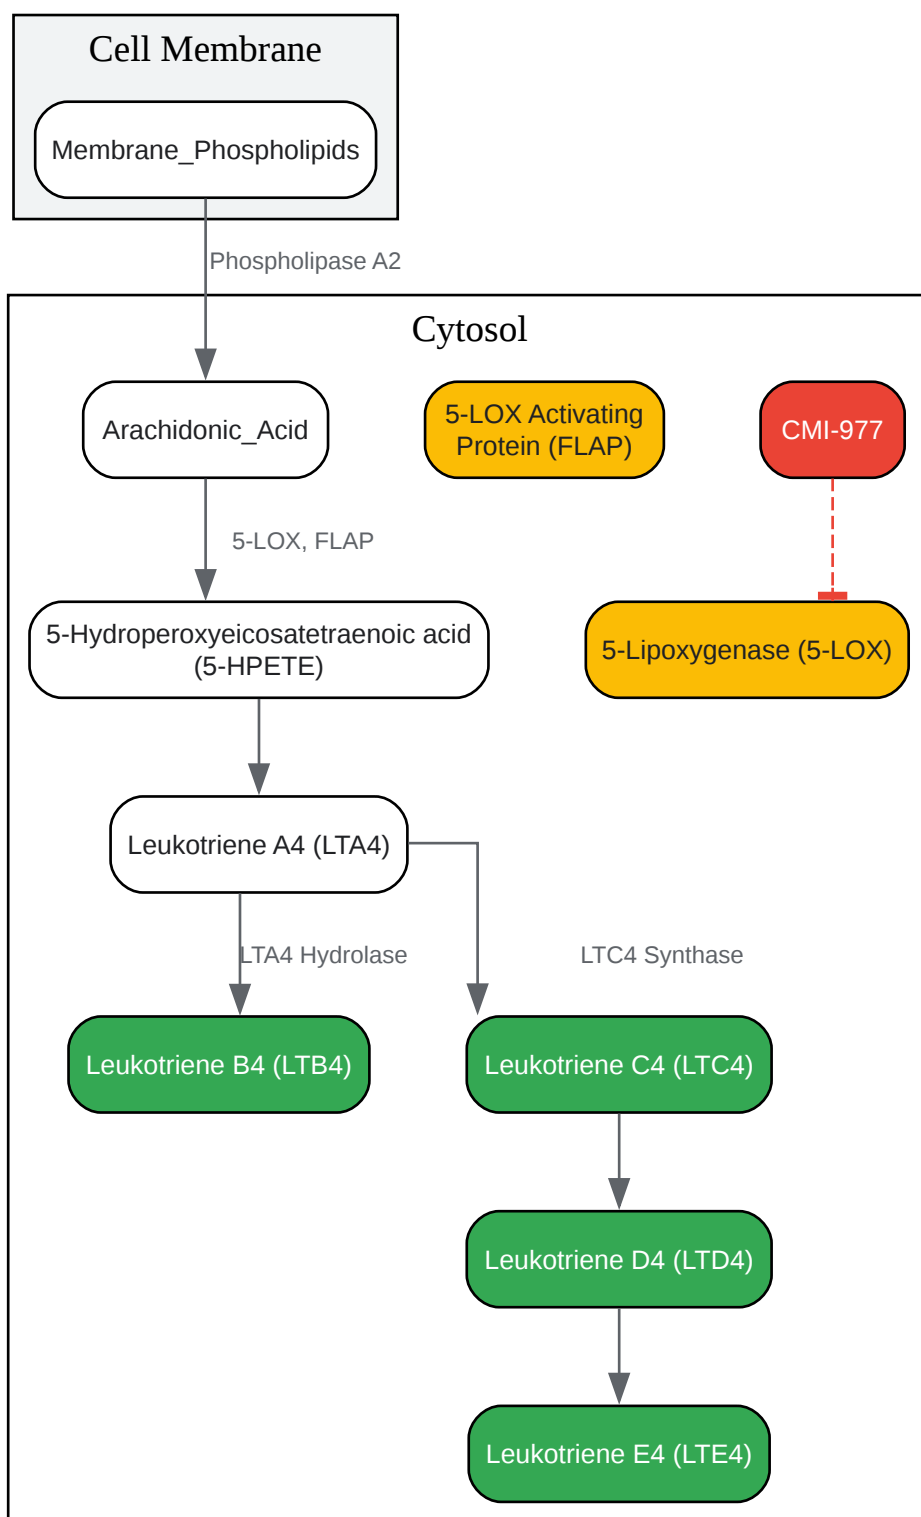 Cell Membrane
Membrane_Phospholipids
Phospholipase A2
Cytosol
Arachidonic_Acid
5-LOX Activating
Protein (FLAP)
CMI-977
5-LOX, FLAP
5-Hydroperoxyeicosatetraenoic acid
(5-HPETE)
5-Lipoxygenase (5-LOX)
Leukotriene A4 (LTA4)
LTA4 Hydrolase
LTC4 Synthase
Leukotriene B4 (LTB4)
Leukotriene C4 (LTC4)
Leukotriene D4 (LTD4)
Leukotriene E4 (LTE4)